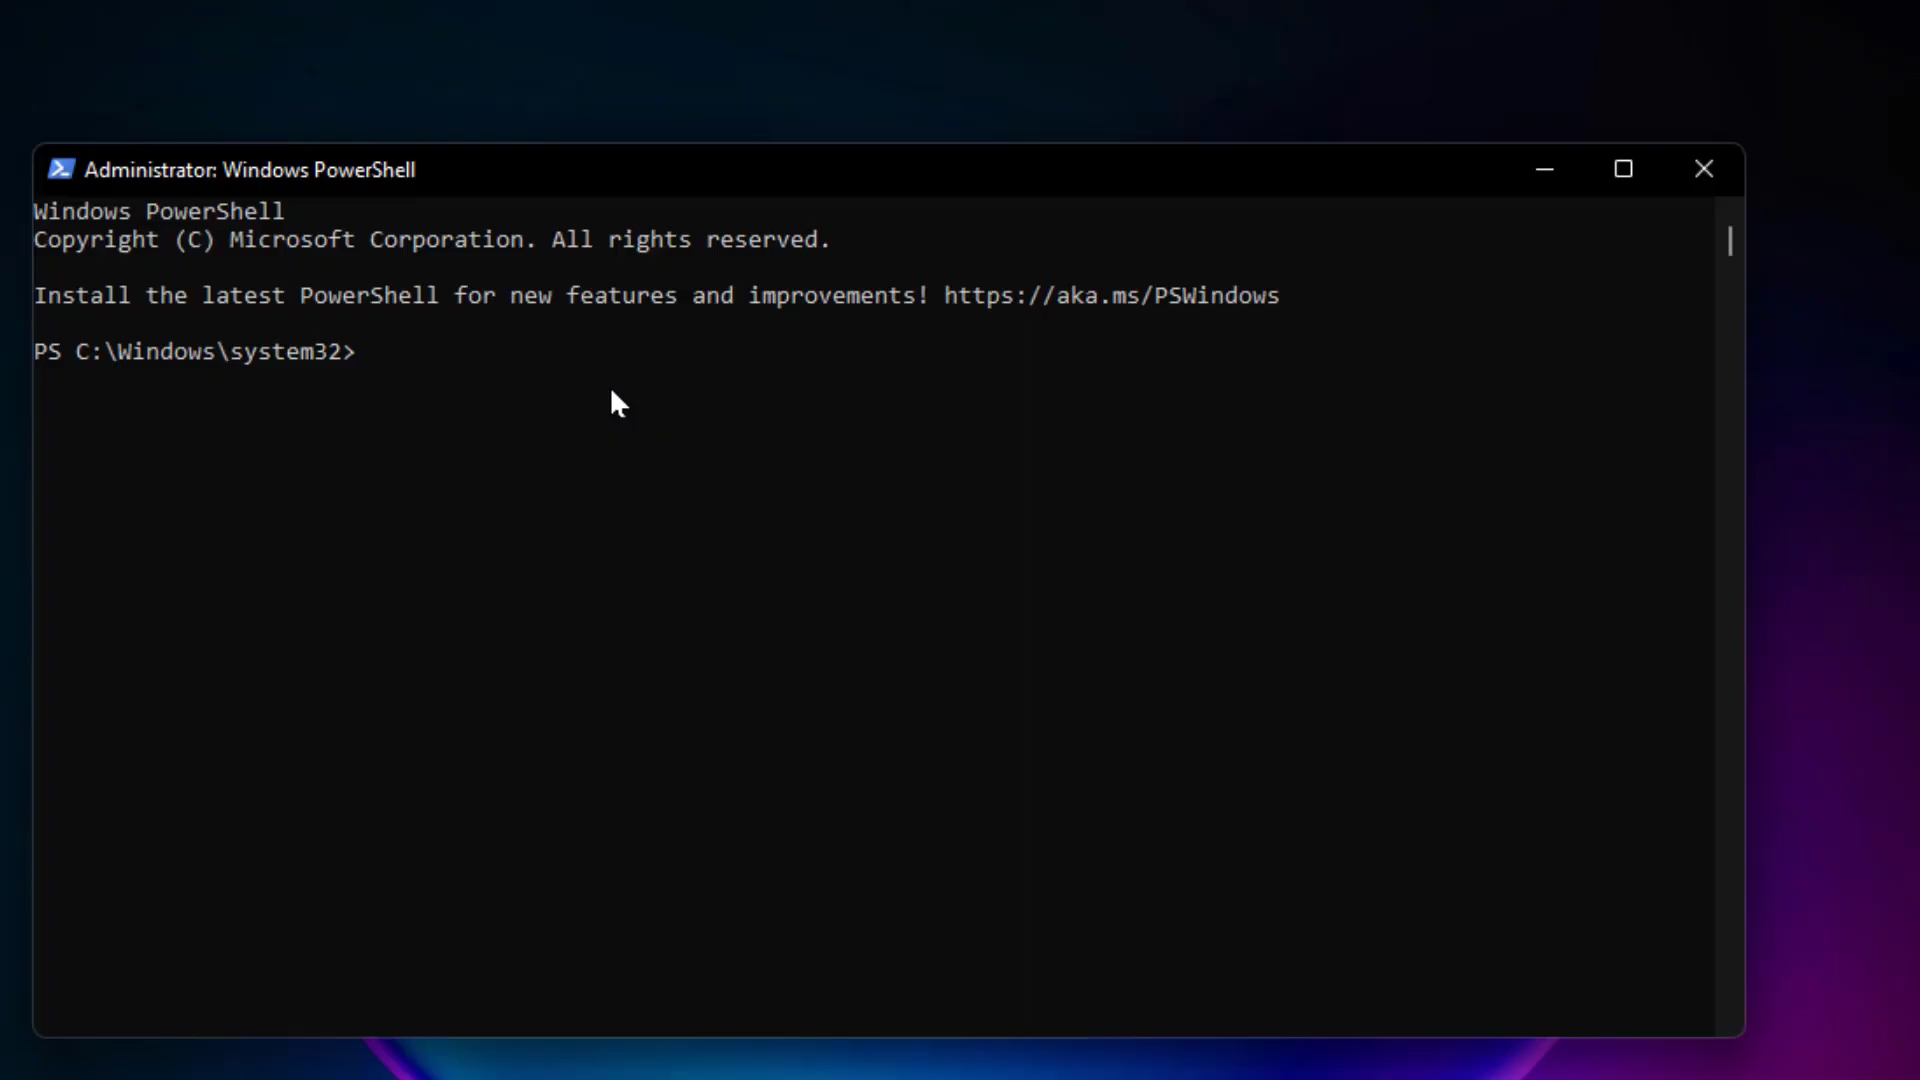 Administrator: Windows PowerShell
Windows PowerShell
Copyright (C) Microsoft Corporation. All rights reserved.
Install the latest PowerShell for new features and improvements! https://aka.ms/PSWindows
PS C:\Windows\system32>